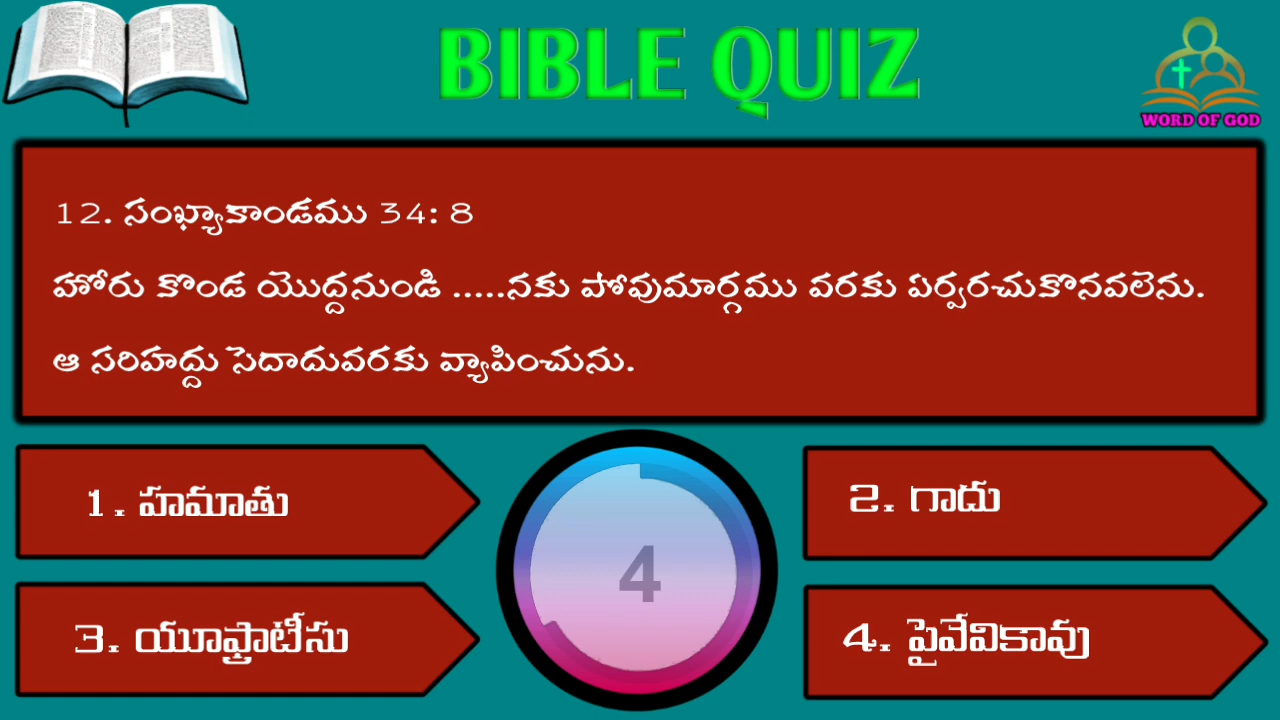 BIBLE QUIZ
WORD OF GOD
12. సంఖ్యాకాండము 34: 8
హోరు కొండ యొద్దనుండి .....నకు పోవుమార్గము వరకు ఏర్పరచుకొనవలెను.
ఆ సరిహద్దు సెదాదువరకు వ్యాపించును.
1. హమాతు
2. గాదు
4
3. యూఫ్రాటీసు
4. పైవేవికావు